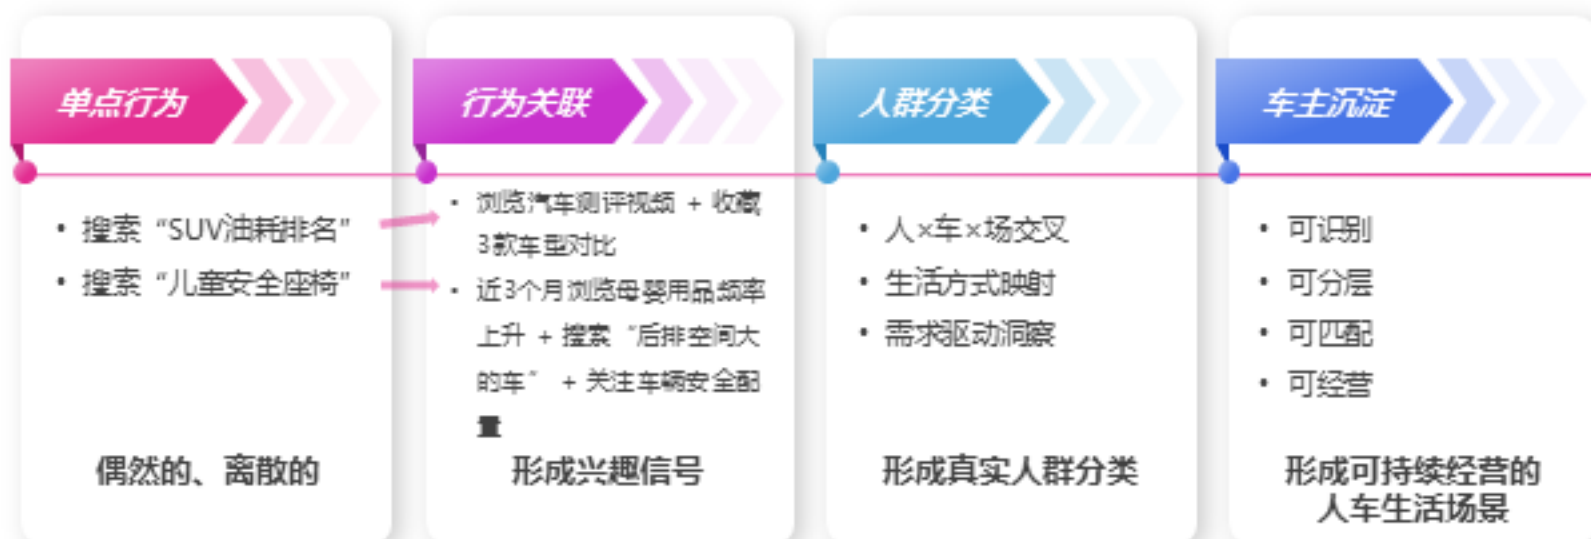 单点行为
• 搜索“SUV油耗排名”
• 搜索“儿童安全座椅”
偶然的、离散的
行为关联
• 浏览汽车测评视频 + 收藏
3款车型对比
• 近3个月浏览母婴用品频率
上升 + 搜索“后排空间大
的车” + 关注车辆安全配
置
形成兴趣信号
人群分类
• 人×车×场交叉
• 生活方式映射
• 需求驱动洞察
形成真实人群分类
车主沉淀
• 可识别
• 可分层
• 可匹配
• 可经营
形成可持续经营的
人车生活场景